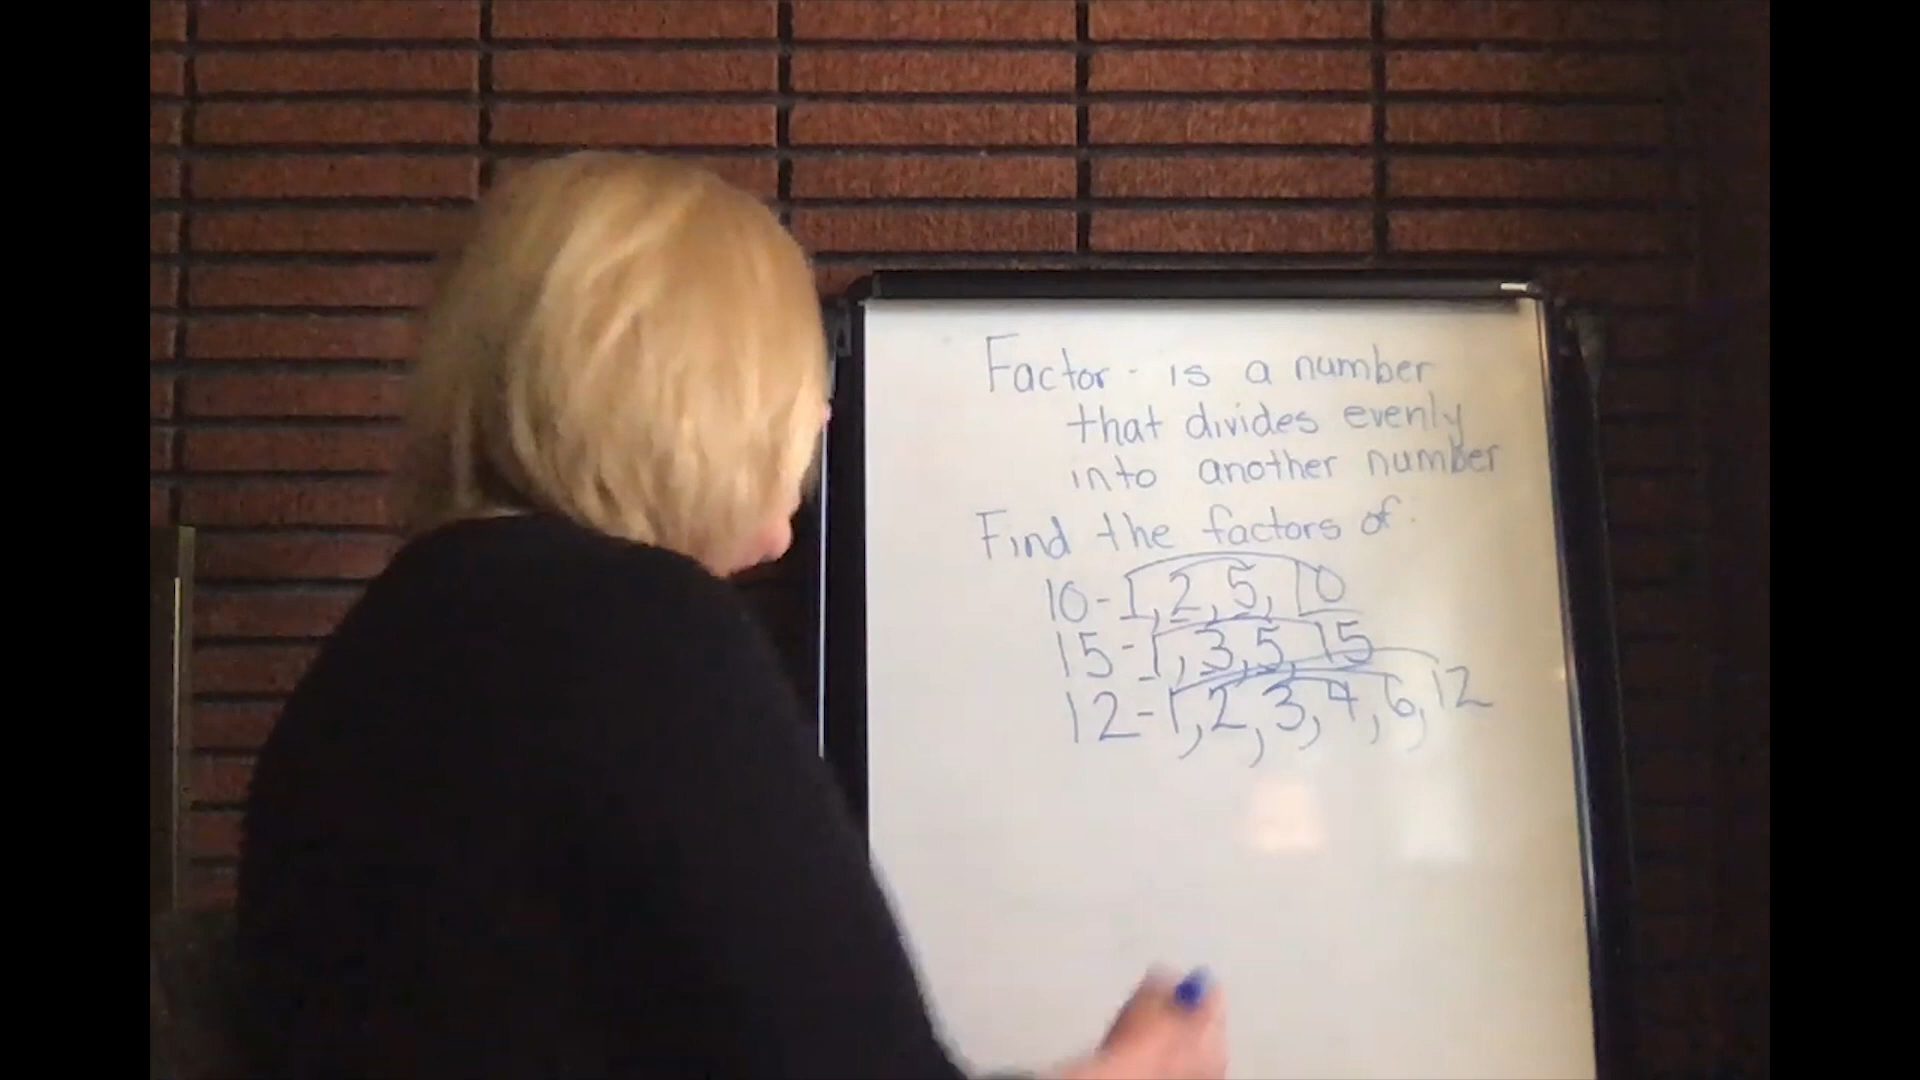 Factor - is a number
that divides evenly
into another number
Find the factors of:
10-1, 2, 5, 10
15-1, 3, 5, 15
12-1, 2, 3, 4, 6, 12